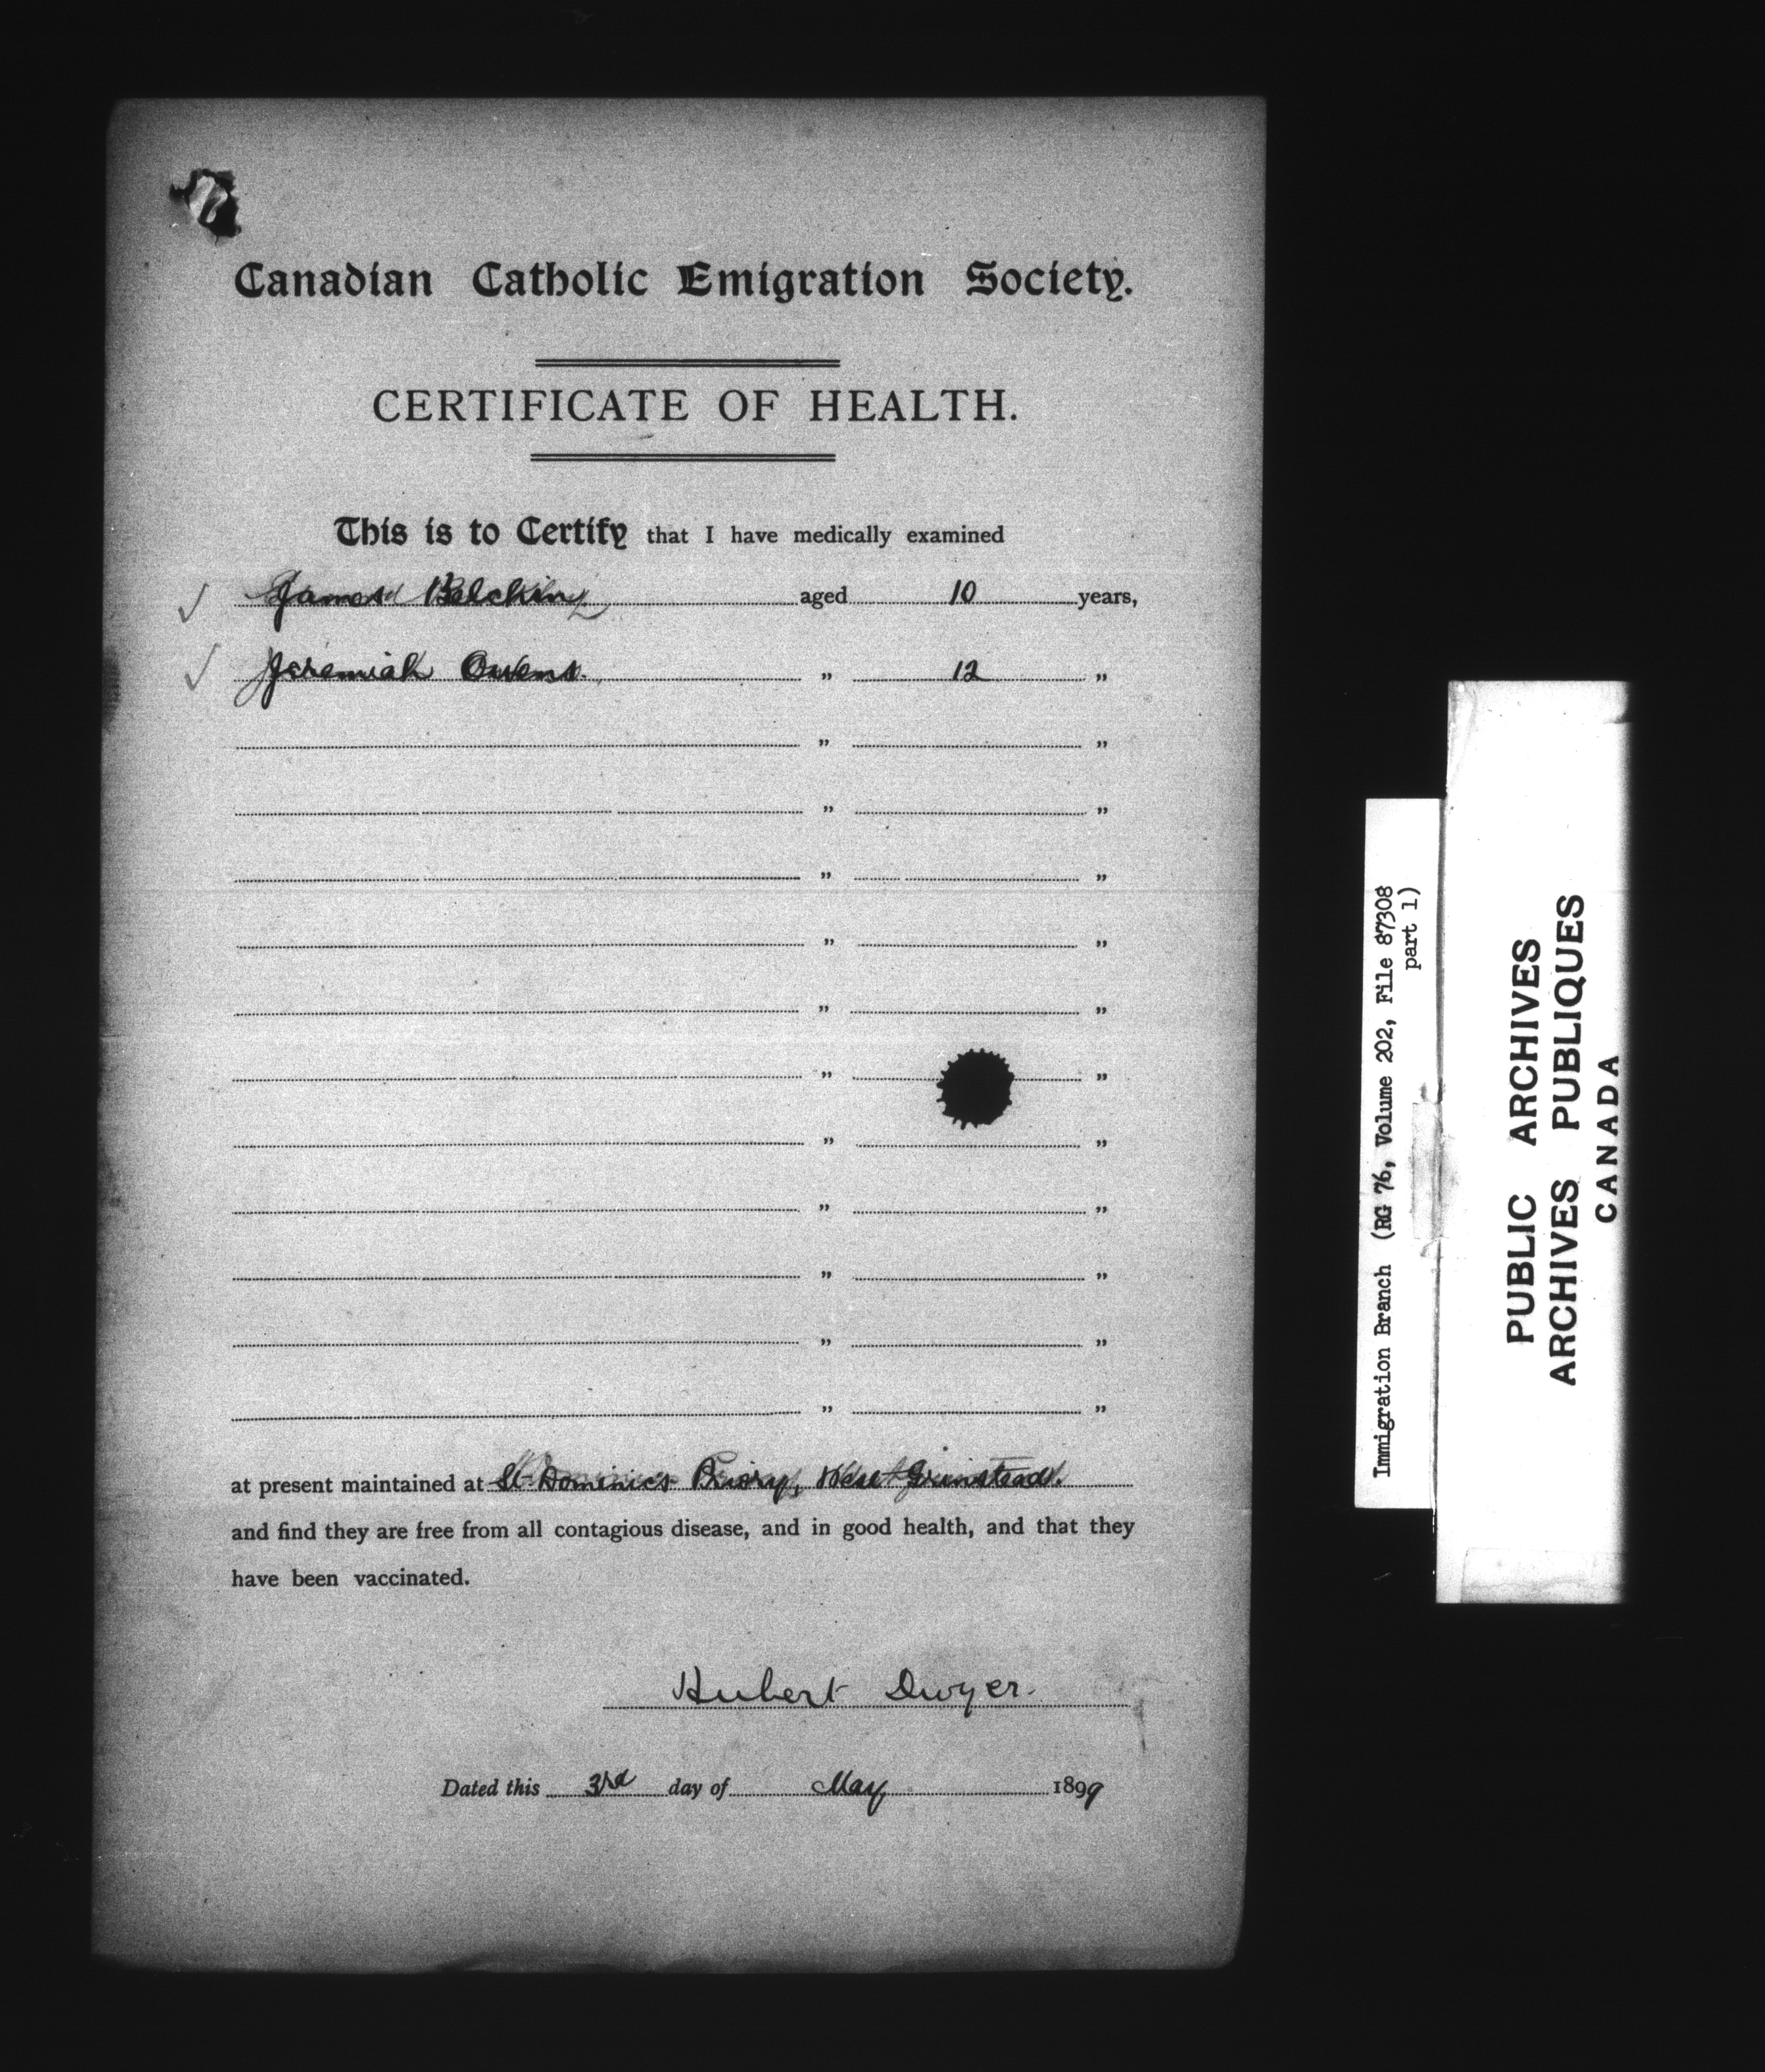 Canadian Catholic Emigration Society.
CERTIFICATE OF HEALTH.
This is to Certify that I have medically examined
James Belching aged 10 years,
Jeremiah Owens. " 12 "
" "
" "
" "
" "
" "
" "
" "
" "
" "
" "
" "
at present maintained at St Dominics Priory, West Grinstead.
and find they are free from all contagious disease, and in good health, and that they
have been vaccinated.
Hubert Dwyer.
Dated this 3rd day of May 1899
Immigration Branch (RG 76, Volume 202, File 87308
part 1)
PUBLIC ARCHIVES
ARCHIVES PUBLIQUES
CANADA